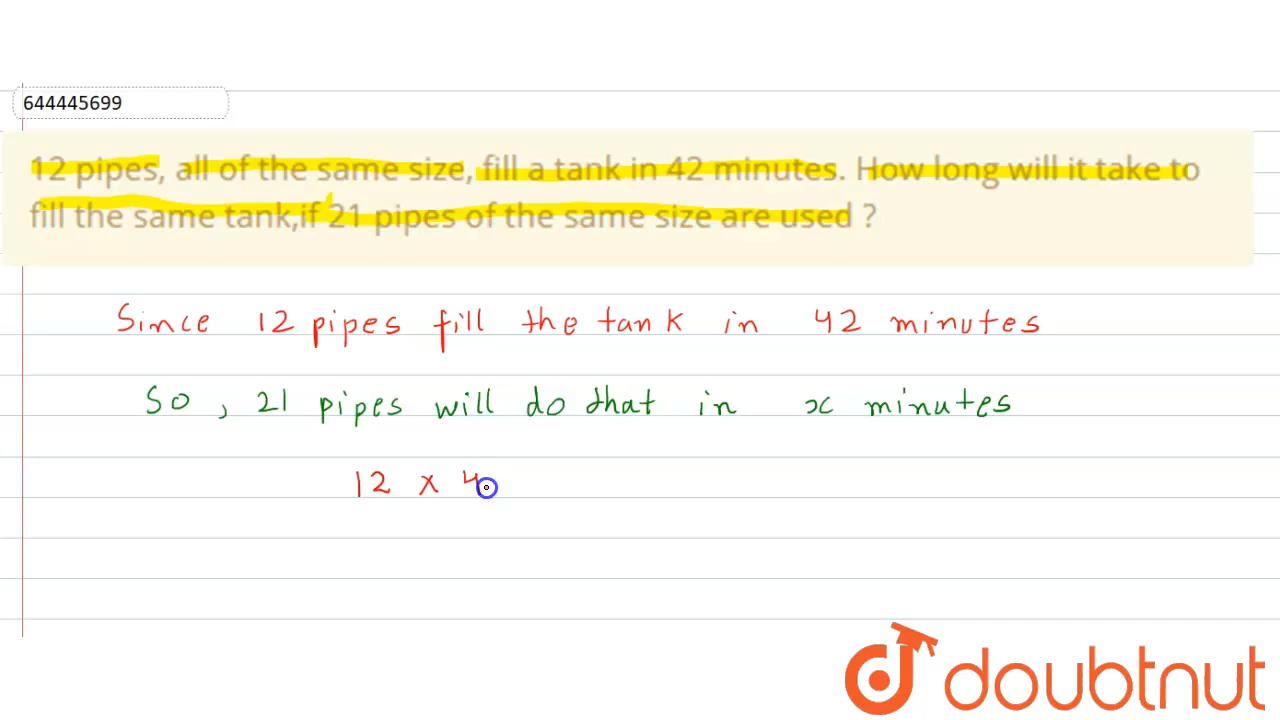 644445699
12 pipes, all of the same size, fill a tank in 42 minutes. How long will it take to
fill the same tank,if 21 pipes of the same size are used ?
Since 12 pipes fill the tank in 42 minutes
So , 21 pipes will do that in x minutes
12 x 4
doubtnut